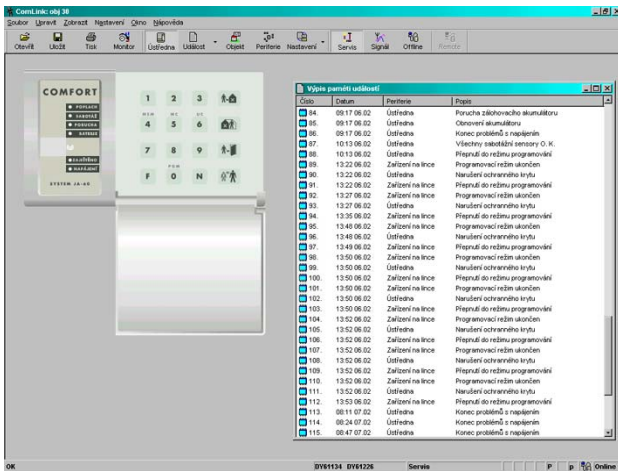 ComLink: obj 30
Soubor Upravit Zobrazit Nastavení Okno Nápověda
Otevřít Uložit Tisk Monitor Ústředna Událost Objekt Periferie Nastavení Servis Signál Offline Remote
COMFORT
POPLACH
SABOTÁŽ
PORUCHA
BATERIE
ZAJIŠTĚNO
NAPÁJENÍ
SYSTEM JA-60
1 2 3
4 5 6
7 8 9
PGM
F 0 N
Výpis paměti událostí
Číslo Datum Periferie Popis
84. 09:17 06.02 Ústředna Porucha zálohovacího akumulátoru
85. 09:17 06.02 Ústředna Obnovení akumulátoru
86. 09:17 06.02 Ústředna Konec problémů s napájením
87. 10:13 06.02 Ústředna Všechny sabotážní sensory O. K.
88. 10:13 06.02 Ústředna Přepnutí do režimu programování
89. 13:22 06.02 Zařízení na lince Programovací režim ukončen
90. 13:22 06.02 Ústředna Narušení ochranného krytu
91. 13:22 06.02 Zařízení na lince Přepnutí do režimu programování
92. 13:27 06.02 Zařízení na lince Programovací režim ukončen
93. 13:27 06.02 Ústředna Narušení ochranného krytu
94. 13:35 06.02 Zařízení na lince Přepnutí do režimu programování
95. 13:48 06.02 Zařízení na lince Programovací režim ukončen
96. 13:48 06.02 Ústředna Narušení ochranného krytu
97. 13:49 06.02 Zařízení na lince Přepnutí do režimu programování
98. 13:50 06.02 Zařízení na lince Programovací režim ukončen
99. 13:50 06.02 Ústředna Narušení ochranného krytu
100. 13:50 06.02 Zařízení na lince Přepnutí do režimu programování
101. 13:50 06.02 Zařízení na lince Programovací režim ukončen
102. 13:50 06.02 Ústředna Narušení ochranného krytu
103. 13:50 06.02 Zařízení na lince Přepnutí do režimu programování
104. 13:52 06.02 Zařízení na lince Programovací režim ukončen
105. 13:52 06.02 Ústředna Narušení ochranného krytu
106. 13:52 06.02 Zařízení na lince Přepnutí do režimu programování
107. 13:52 06.02 Zařízení na lince Programovací režim ukončen
108. 13:52 06.02 Ústředna Narušení ochranného krytu
109. 13:52 06.02 Zařízení na lince Přepnutí do režimu programování
110. 13:52 06.02 Zařízení na lince Programovací režim ukončen
111. 13:52 06.02 Ústředna Narušení ochranného krytu
112. 13:53 06.02 Zařízení na lince Přepnutí do režimu programování
113. 08:11 07.02 Ústředna Konec problémů s napájením
114. 08:24 07.02 Ústředna Konec problémů s napájením
115. 08:47 07.02 Ústředna Konec problémů s napájením
OK DY61134 DY61226 Servis P p Online